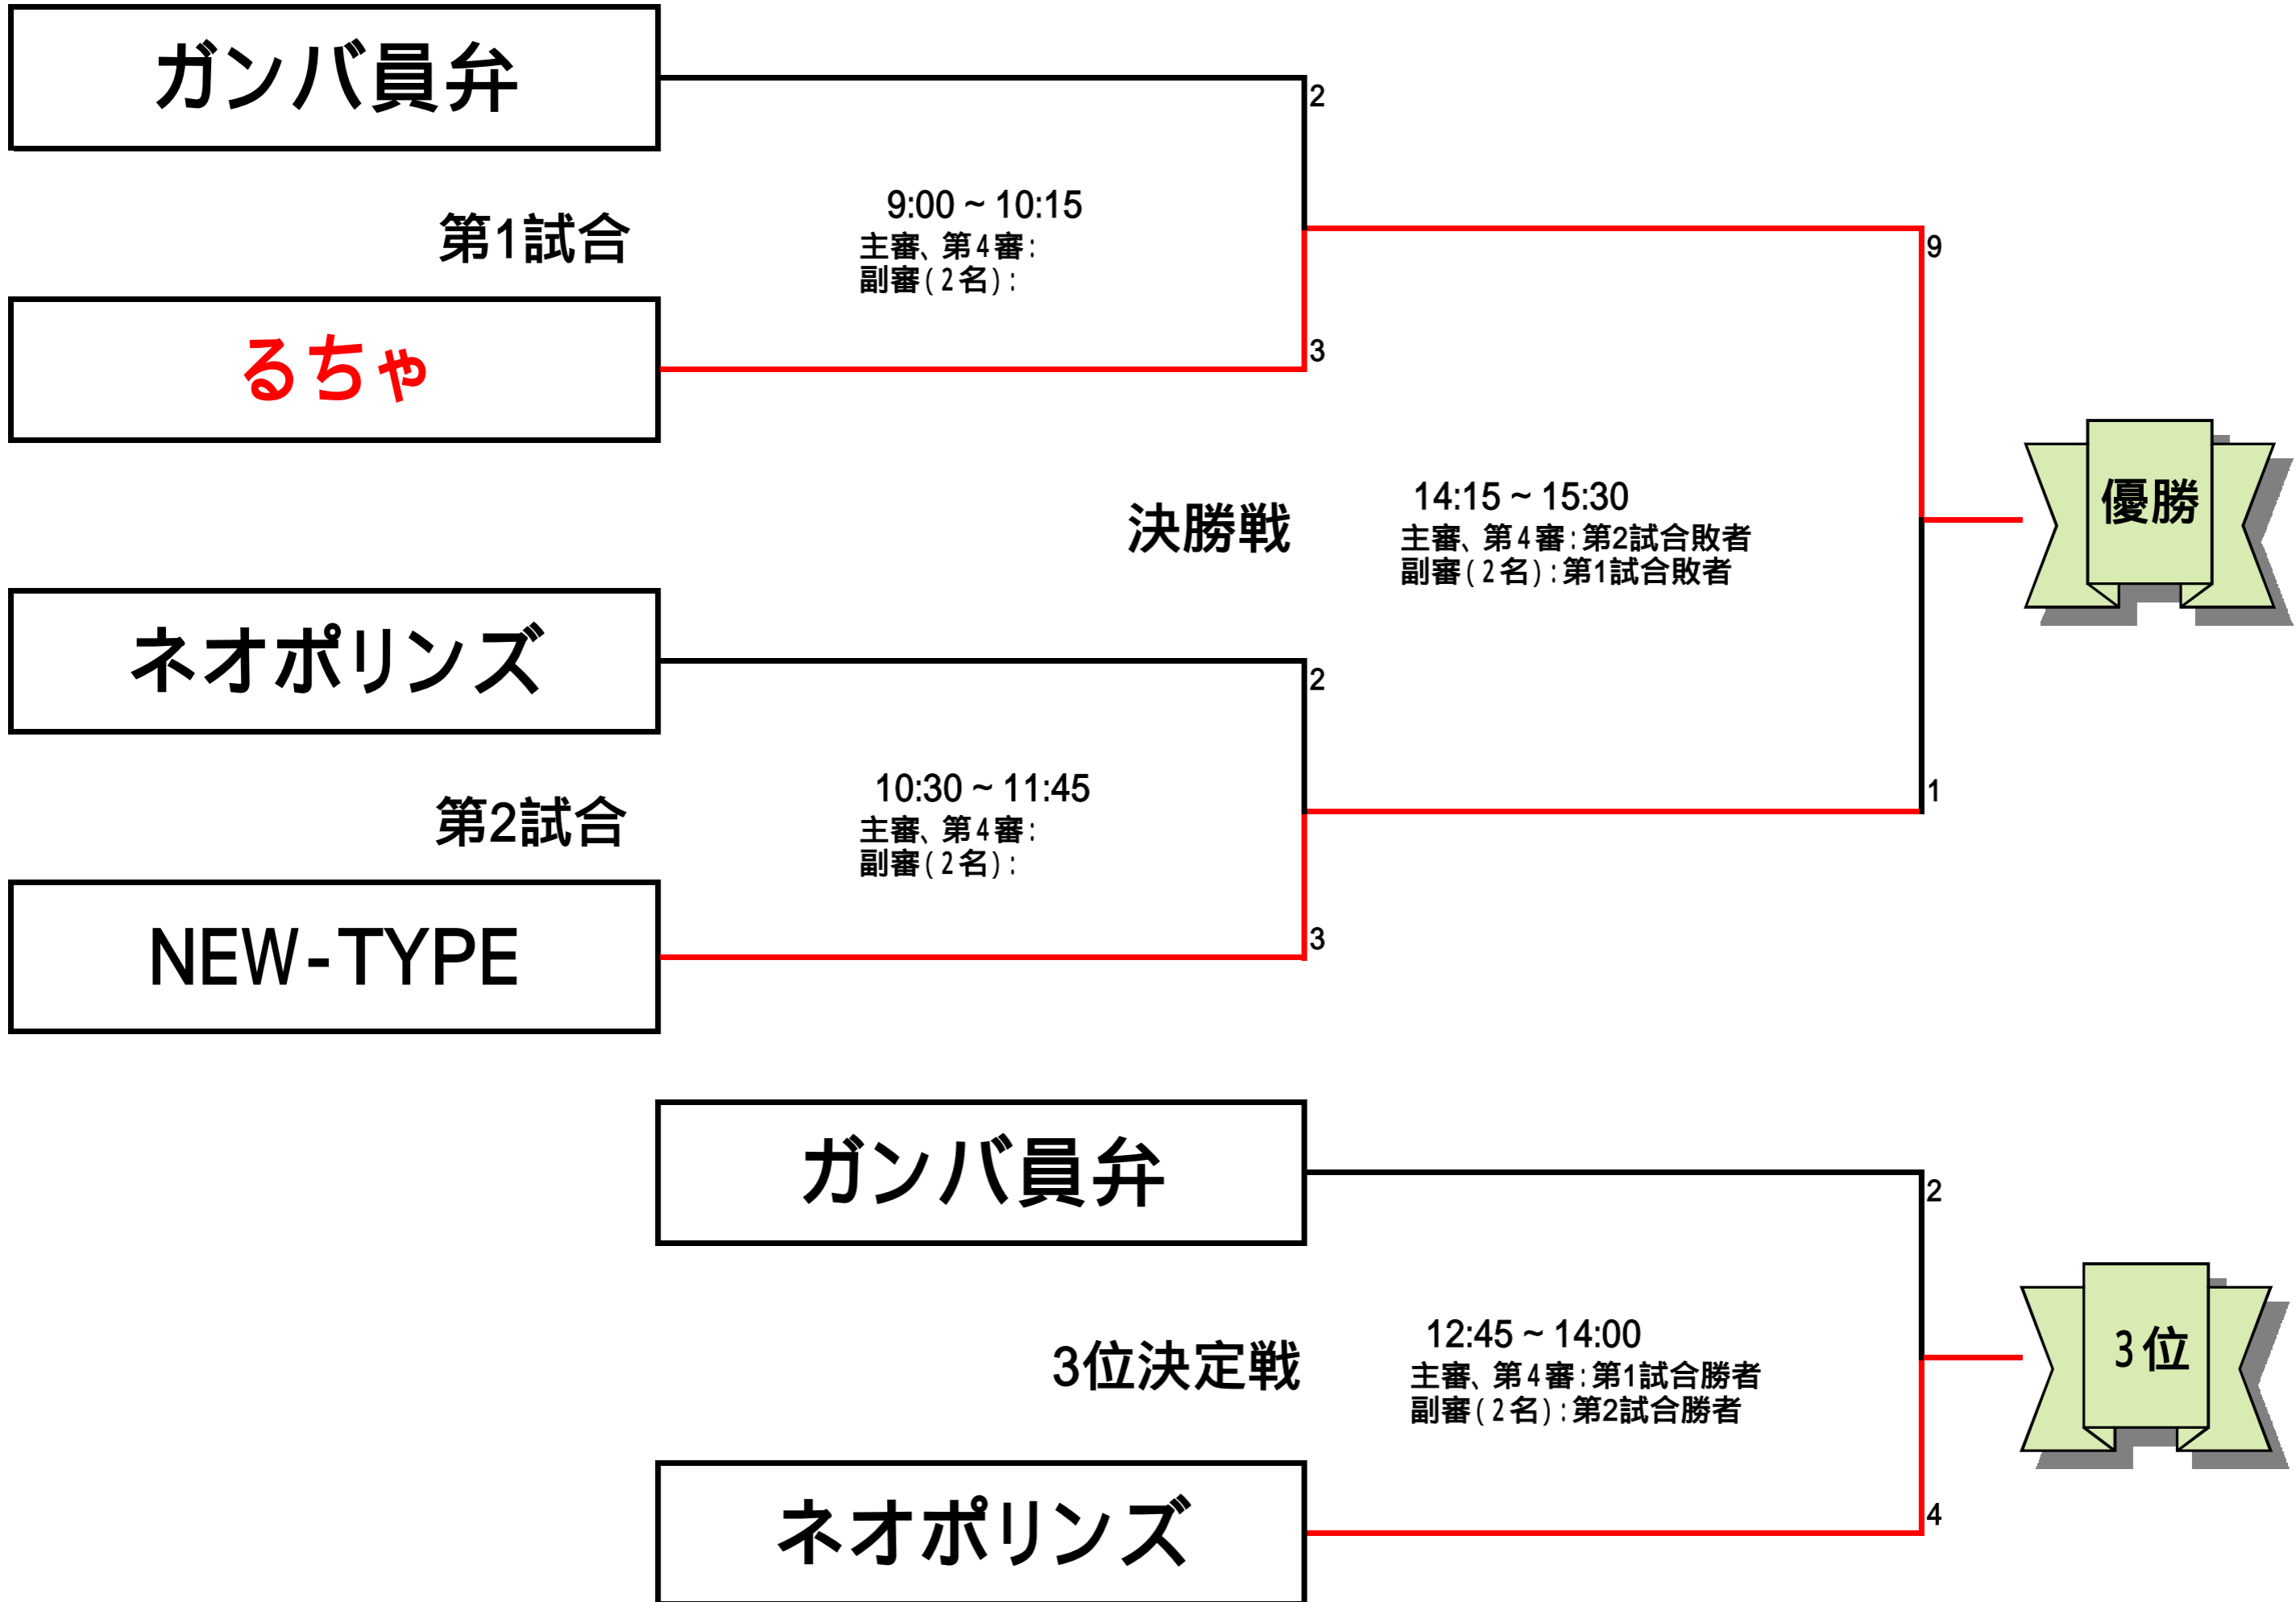 ガンバ員弁
2
9:00 ~ 10:15
第1試合
主審、第4審:
副審(2名):
9
3
るちゃ
優勝
14:15 ~ 15:30
決勝戦
主審、第4審:第2試合敗者
副審(2名):第1試合敗者
ネオポリンズ
2
10:30 ~ 11:45
1
第2試合
主審、第4審:
副審(2名):
3
NEW-TYPE
ガンバ員弁
2
12:45 ~ 14:00
3位
3位決定戦
主審、第4審:第1試合勝者
副審(2名):第2試合勝者
4
ネオポリンズ